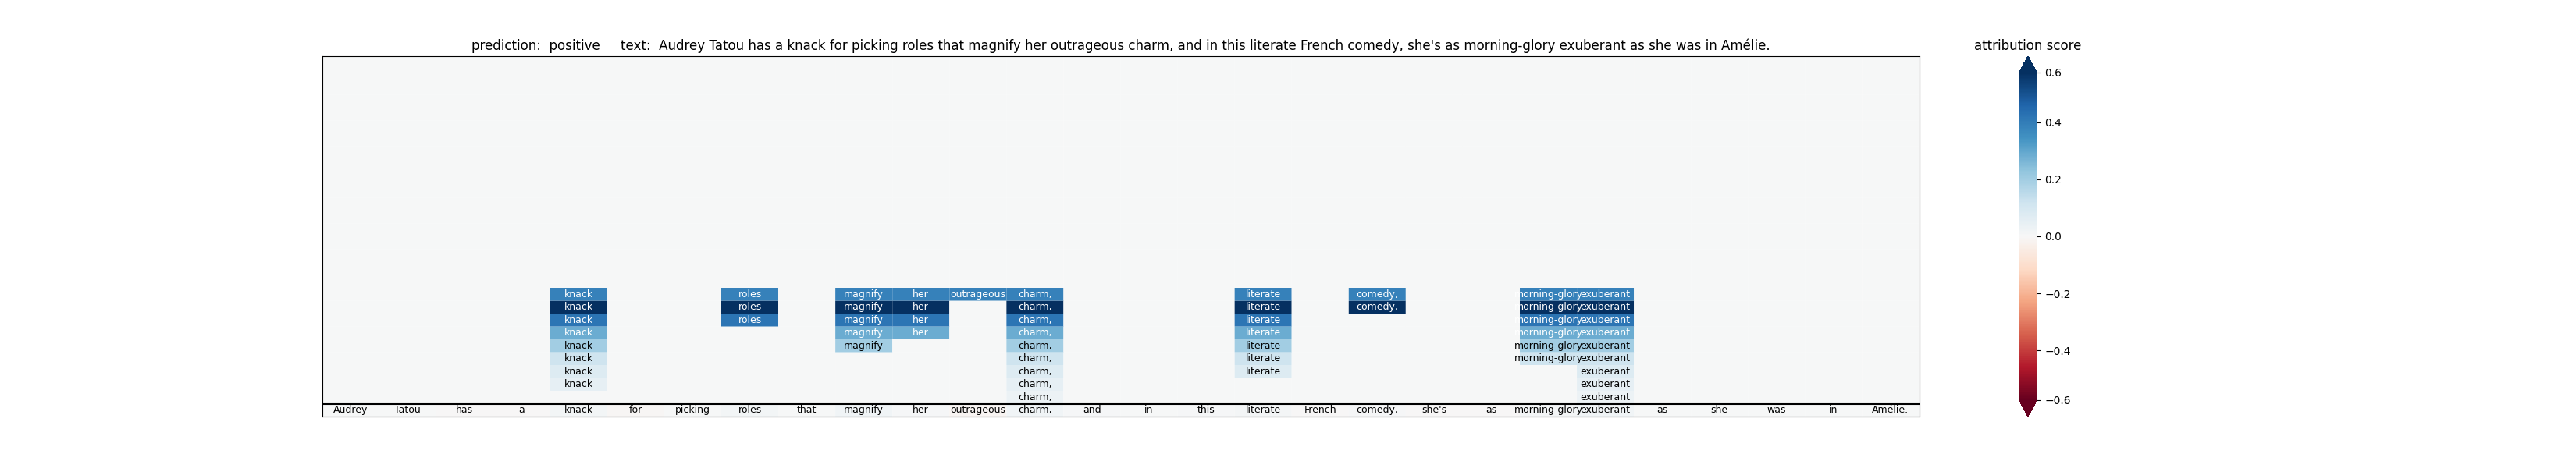 prediction: positive text: Audrey Tatou has a knack for picking roles that magnify her outrageous charm, and in this literate French comedy, she's as morning-glory exuberant as she was in Amélie.
attribution score
knack roles magnify her outrageous charm, literate comedy, morning-glory exuberant
knack roles magnify her charm, literate comedy, morning-glory exuberant
knack roles magnify her charm, literate morning-glory exuberant
knack magnify her charm, literate morning-glory exuberant
knack magnify charm, literate morning-glory exuberant
knack charm, literate morning-glory exuberant
knack charm, literate exuberant
knack charm, exuberant
charm, exuberant
Audrey Tatou has a knack for picking roles that magnify her outrageous charm, and in this literate French comedy, she's as morning-glory exuberant as she was in Amélie.
0.6
0.4
0.2
0.0
−0.2
−0.4
−0.6